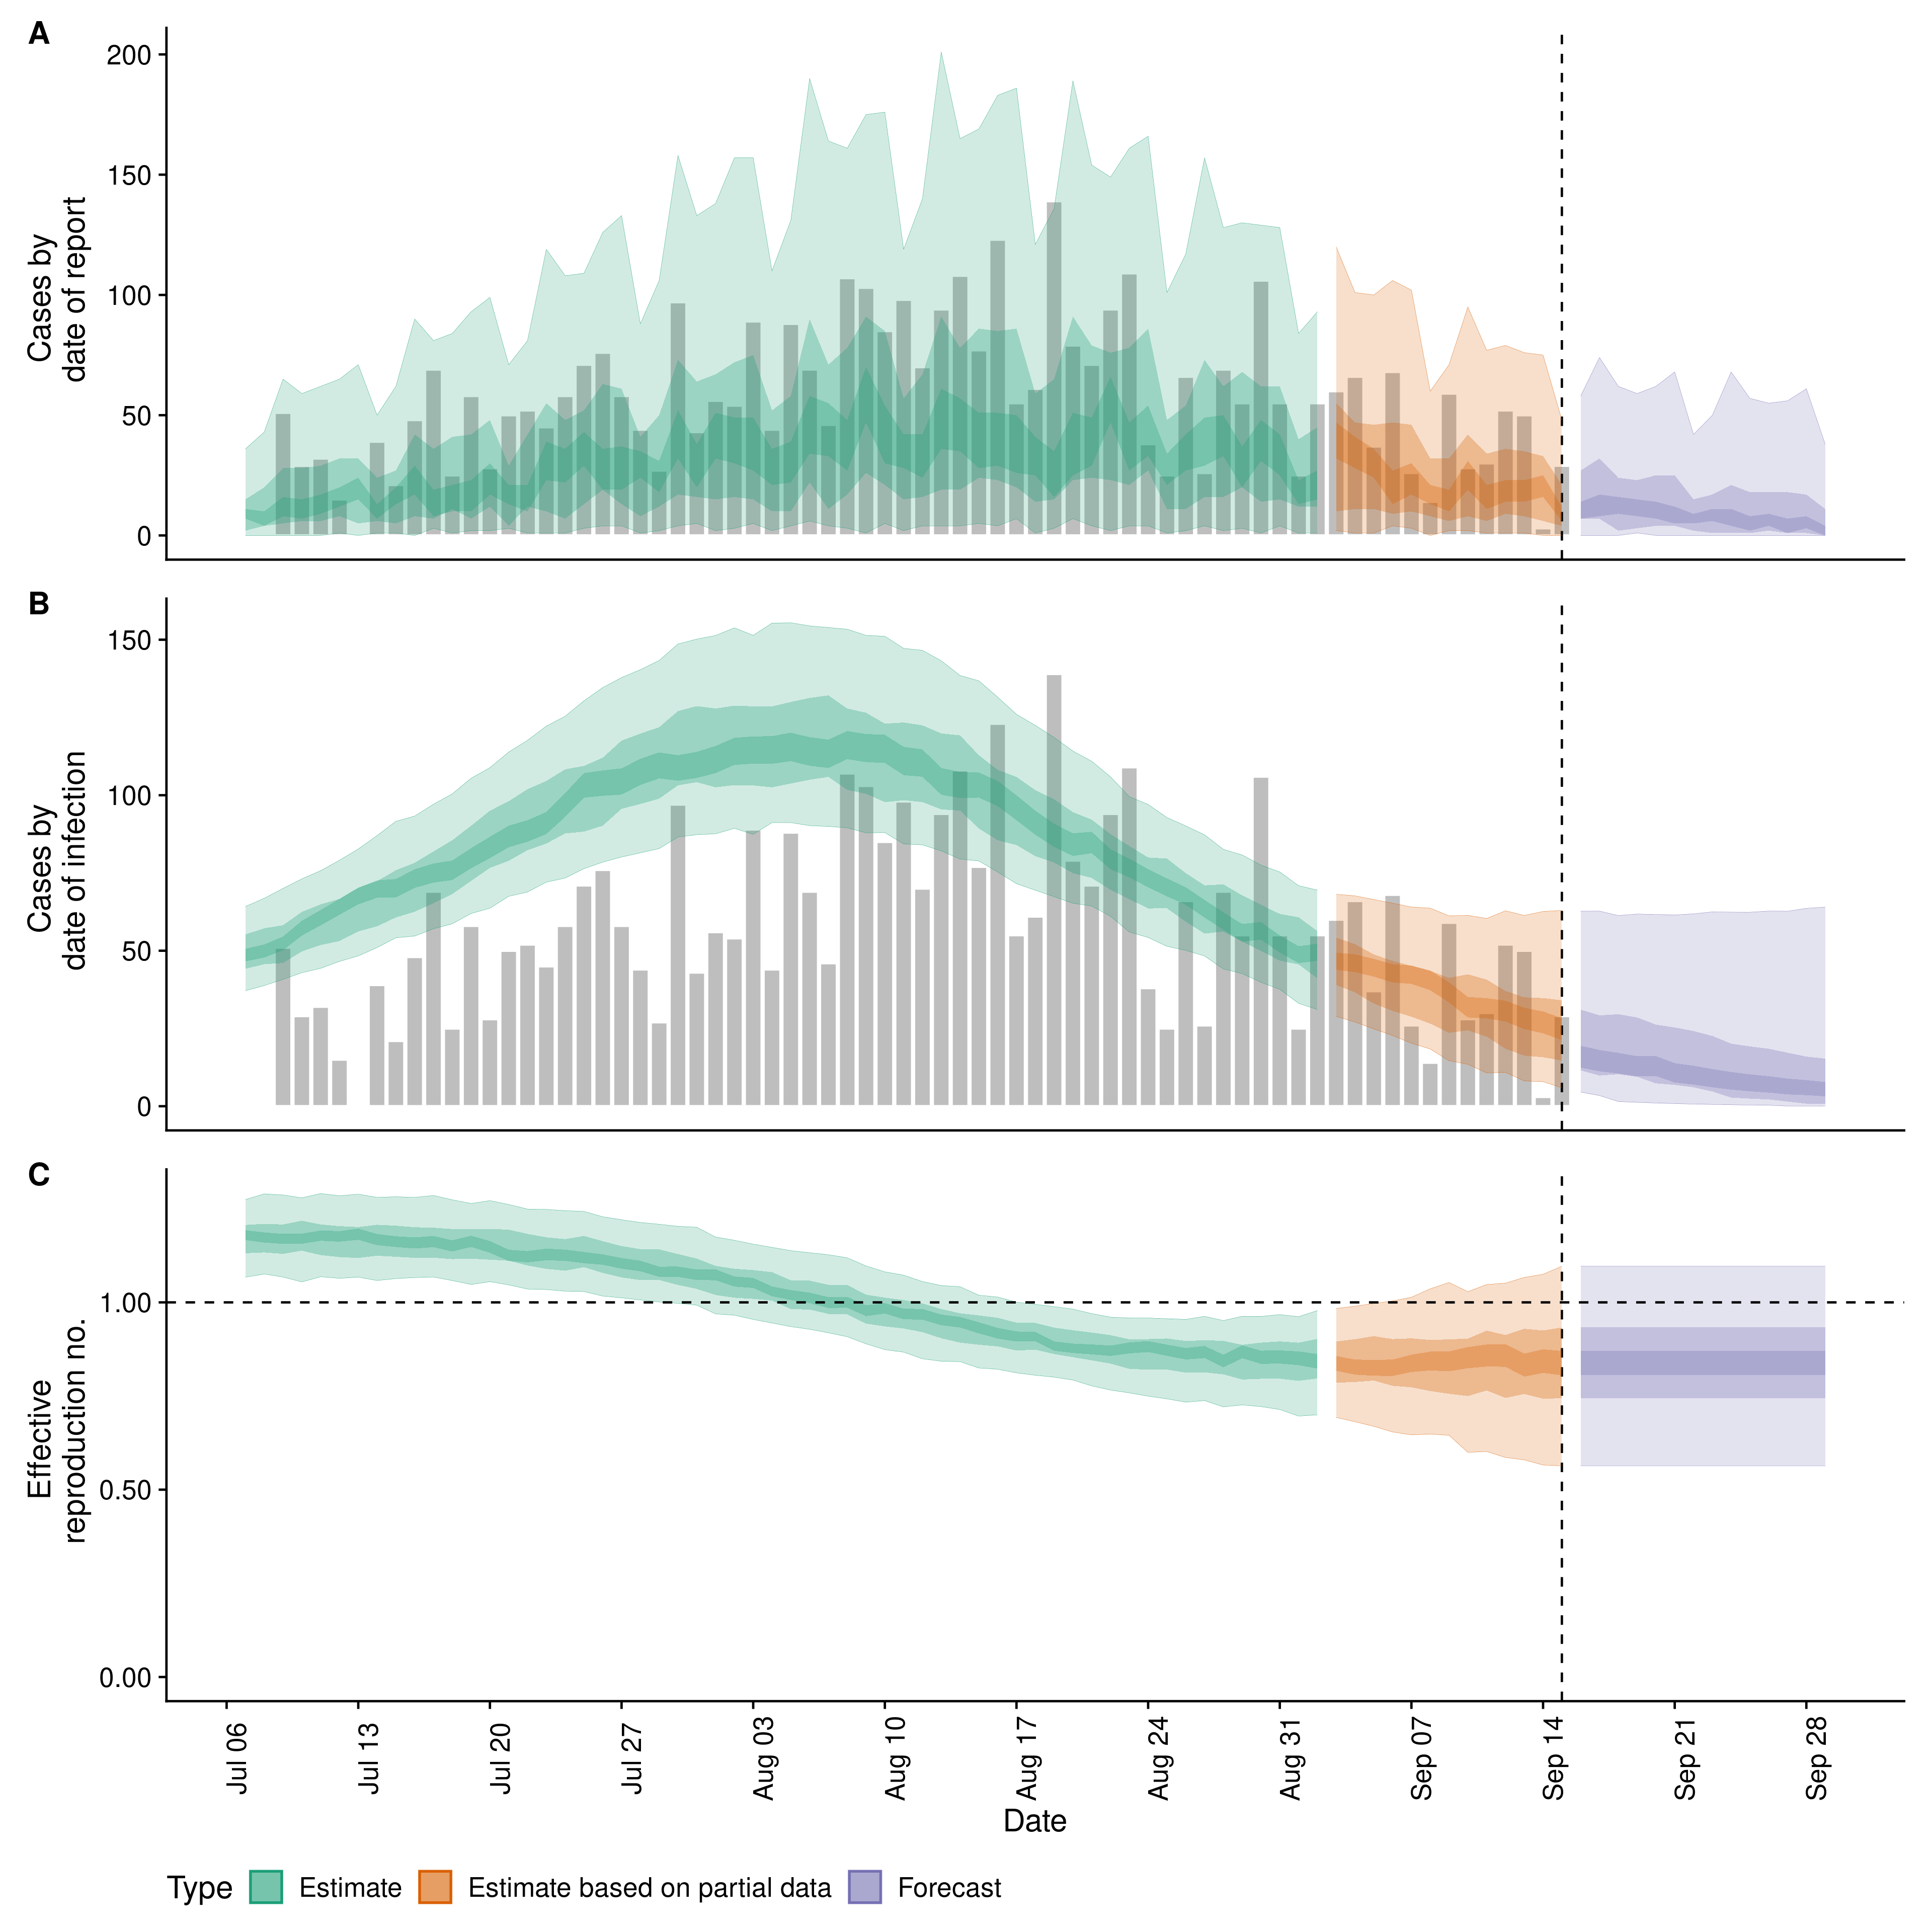 A
200
150
100
50
0
Cases by
date of report
B
150
100
50
0
Cases by
date of infection
C
1.00
0.50
0.00
Effective
reproduction no.
Jul 06
Jul 13
Jul 20
Jul 27
Aug 03
Aug 10
Aug 17
Aug 24
Aug 31
Sep 07
Sep 14
Sep 21
Sep 28
Date
Type Estimate Estimate based on partial data Forecast